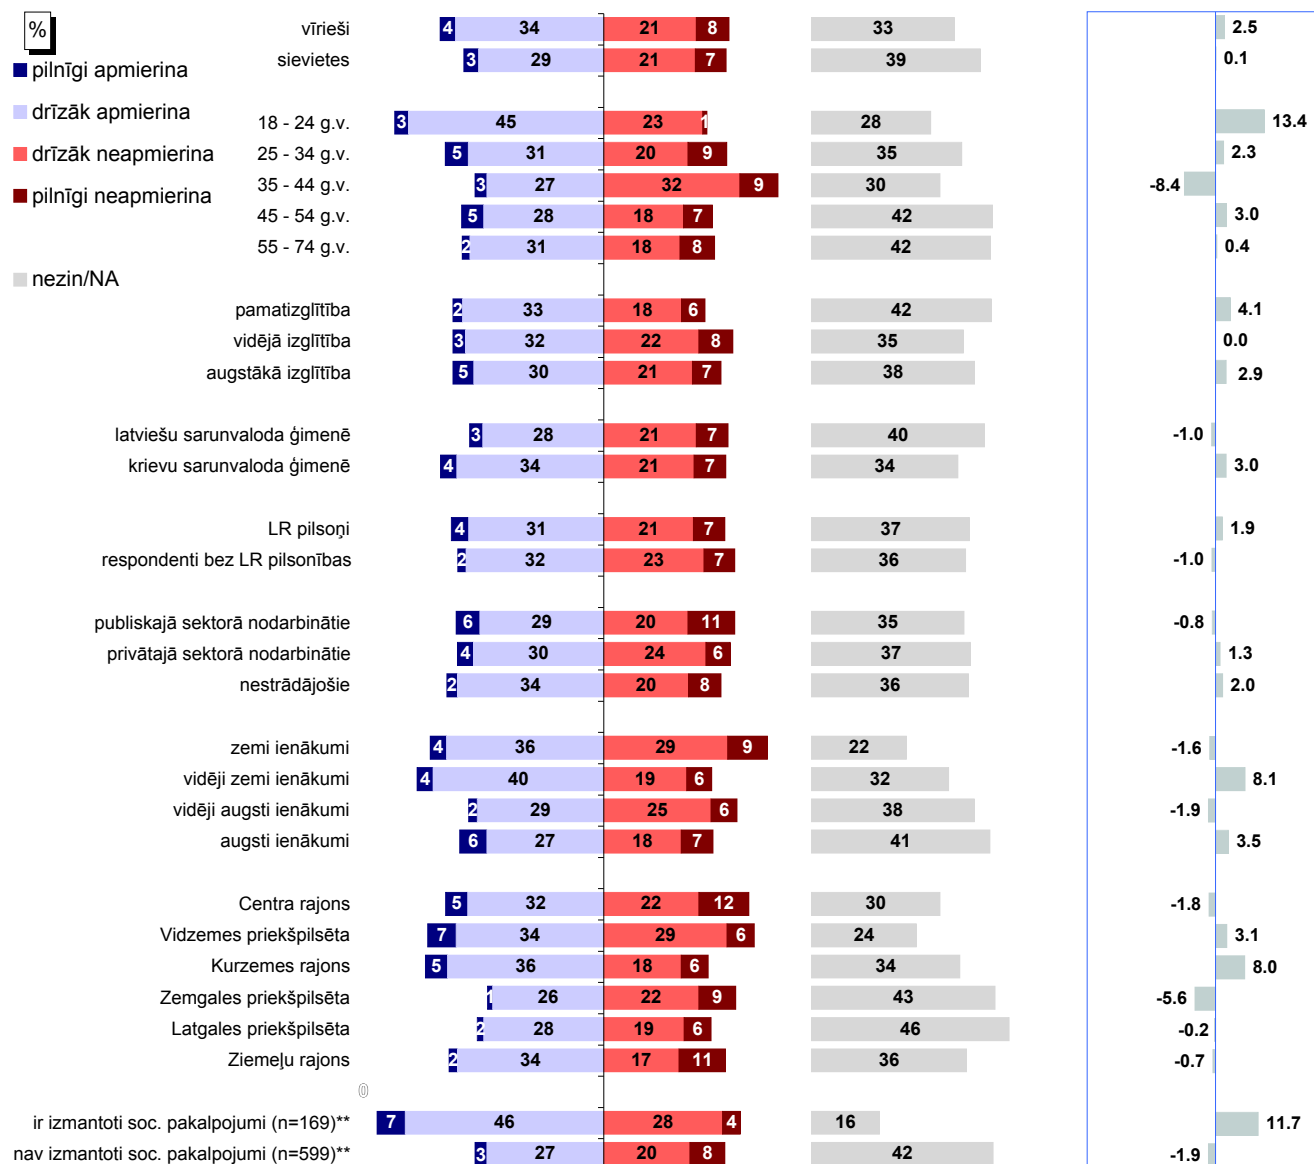 %
pilnīgi apmierina
drīzāk apmierina
drīzāk neapmierina
pilnīgi neapmierina
nezin/NA
vīrieši 4 34 21 8 33 2.5
sievietes 3 29 21 7 39 0.1
18 - 24 g.v. 3 45 23 1 28 13.4
25 - 34 g.v. 5 31 20 9 35 2.3
35 - 44 g.v. 3 27 32 9 30 -8.4
45 - 54 g.v. 5 28 18 7 42 3.0
55 - 74 g.v. 2 31 18 8 42 0.4
pamatizglītība 2 33 18 6 42 4.1
vidējā izglītība 3 32 22 8 35 0.0
augstākā izglītība 5 30 21 7 38 2.9
latviešu sarunvaloda ģimenē 3 28 21 7 40 -1.0
krievu sarunvaloda ģimenē 4 34 21 7 34 3.0
LR pilsoņi 4 31 21 7 37 1.9
respondenti bez LR pilsonības 2 32 23 7 36 -1.0
publiskajā sektorā nodarbinātie 6 29 20 11 35 -0.8
privātajā sektorā nodarbinātie 4 30 24 6 37 1.3
nestrādājošie 2 34 20 8 36 2.0
zemi ienākumi 4 36 29 9 22 -1.6
vidēji zemi ienākumi 4 40 19 6 32 8.1
vidēji augsti ienākumi 2 29 25 6 38 -1.9
augsti ienākumi 6 27 18 7 41 3.5
Centra rajons 5 32 22 12 30 -1.8
Vidzemes priekšpilsēta 7 34 29 6 24 3.1
Kurzemes rajons 5 36 18 6 34 8.0
Zemgales priekšpilsēta 1 26 22 9 43 -5.6
Latgales priekšpilsēta 2 28 19 6 46 -0.2
Ziemeļu rajons 2 34 17 11 36 -0.7
0
ir izmantoti soc. pakalpojumi (n=169)** 7 46 28 4 16 11.7
nav izmantoti soc. pakalpojumi (n=599)** 3 27 20 8 42 -1.9